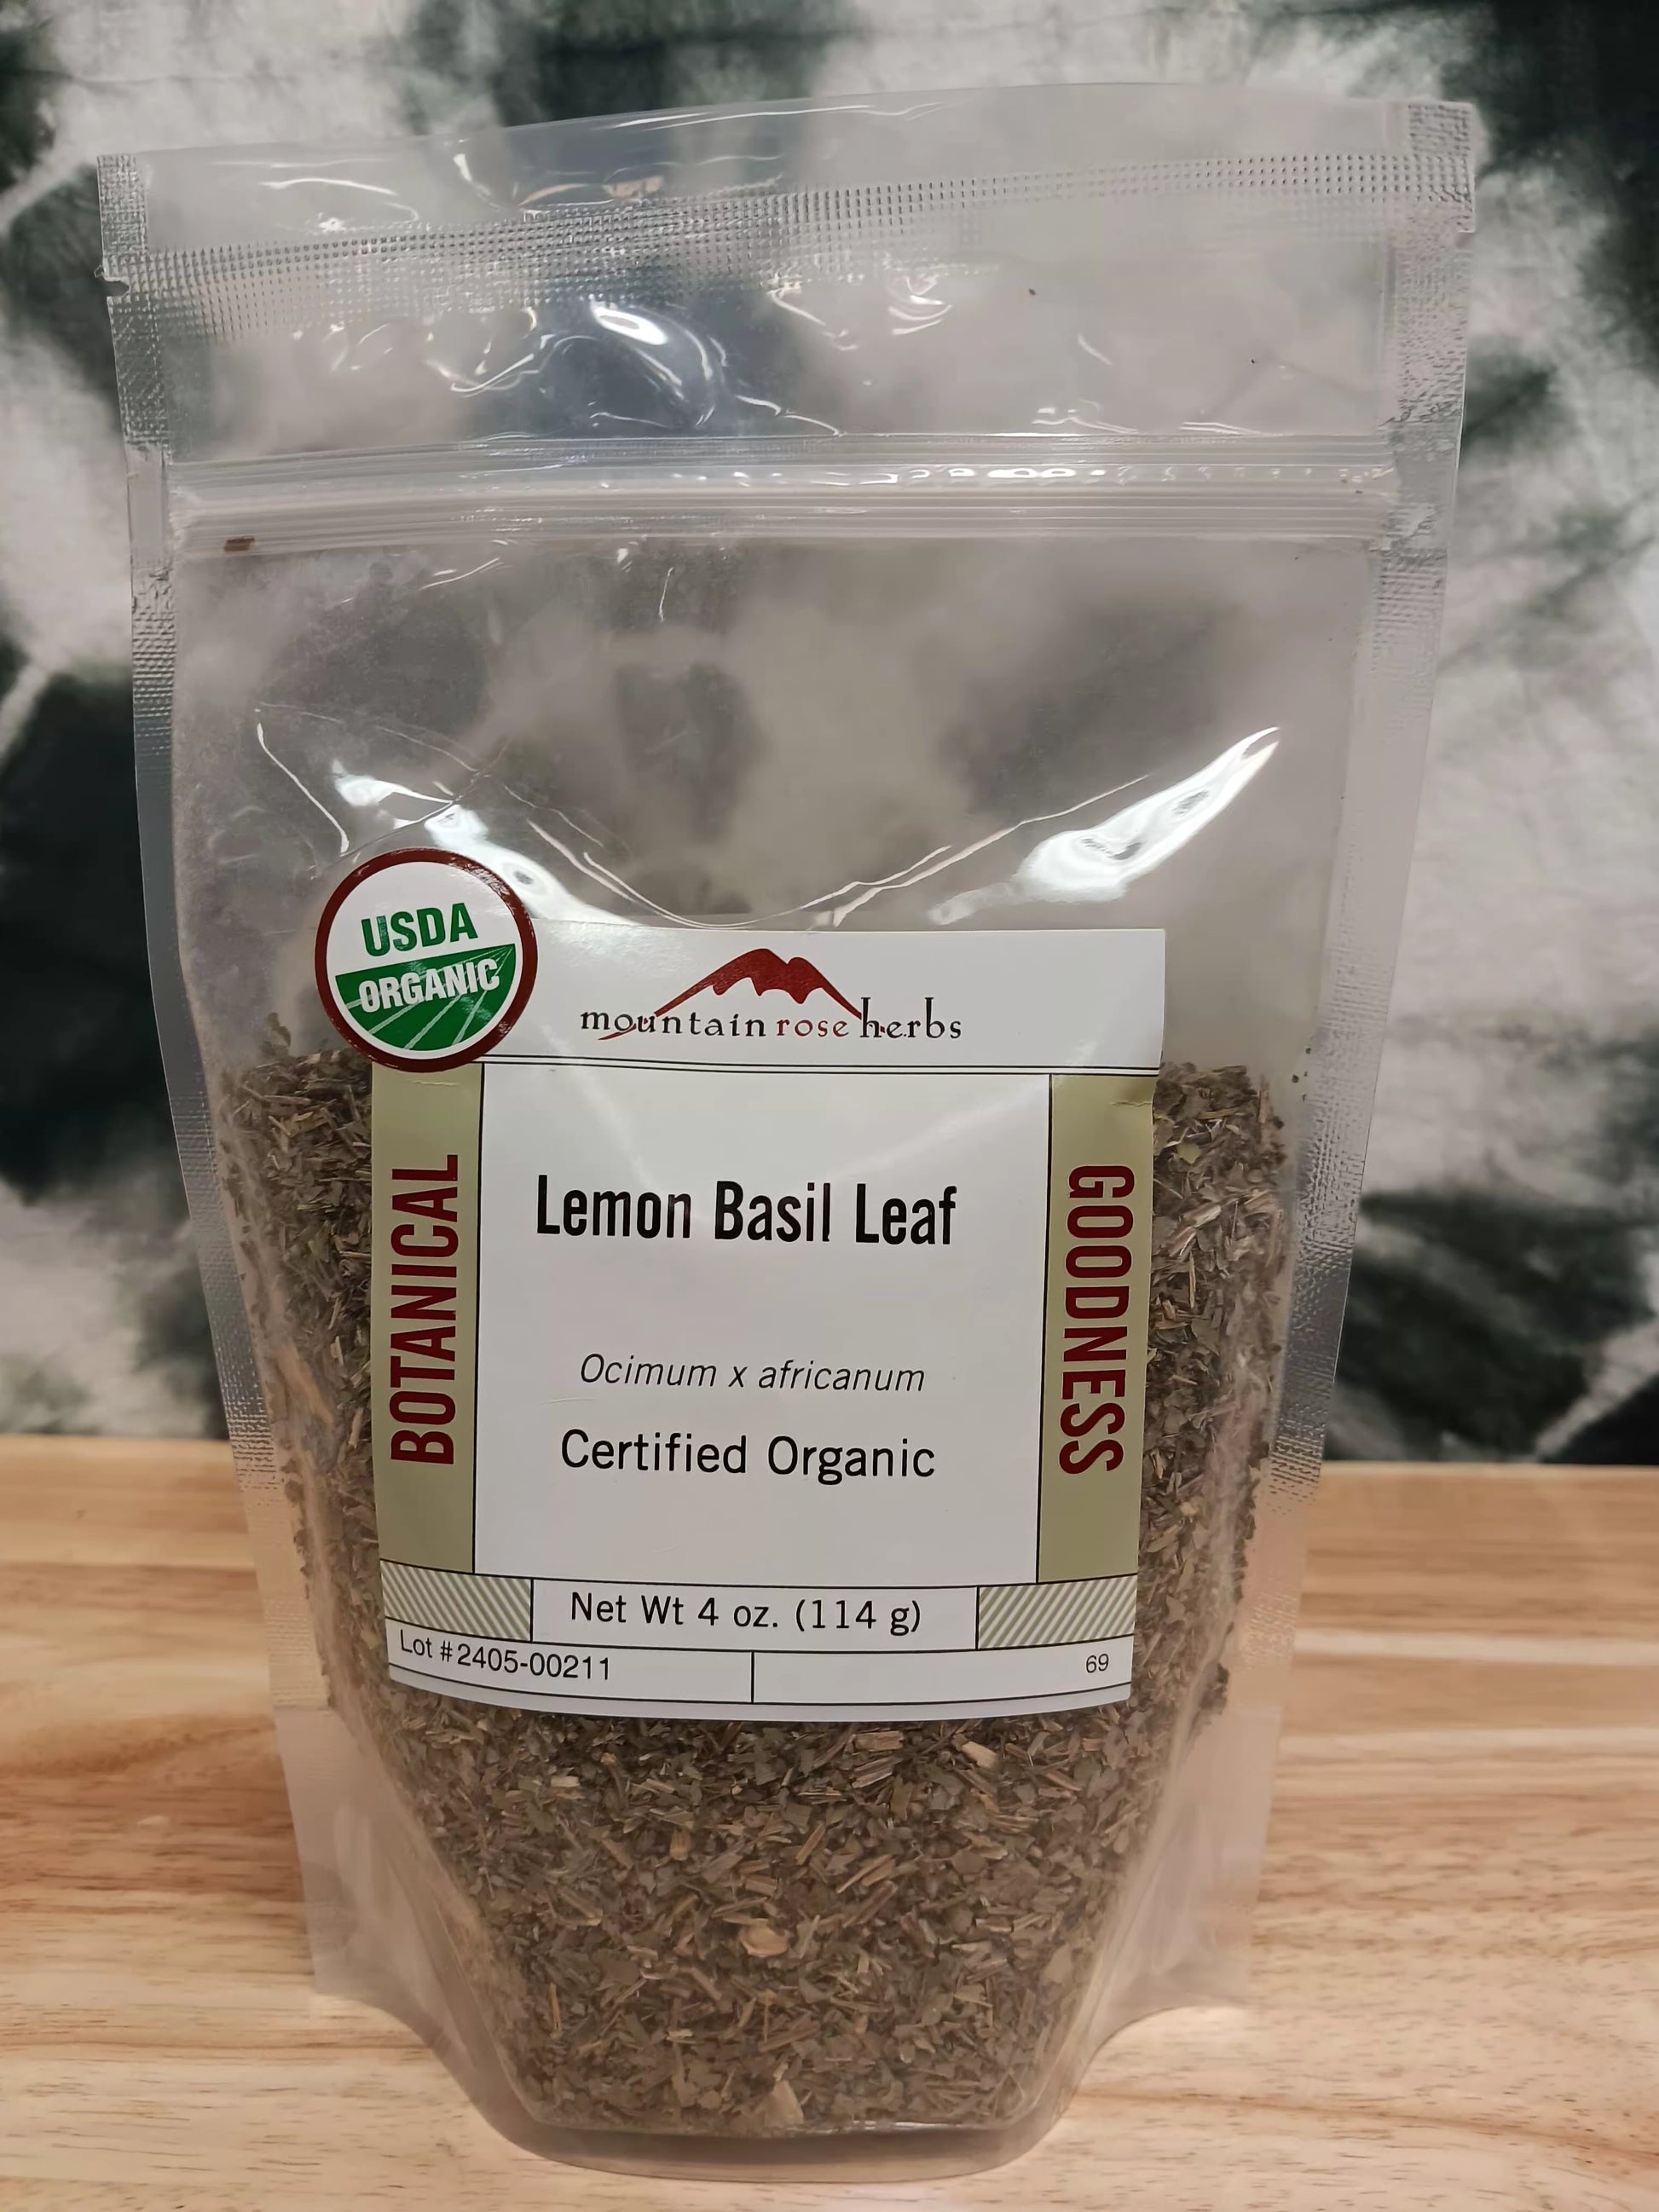 USDA
ORGANIC
mountain rose herbs
BOTANICAL
GOODNESS
Lemon Basil Leaf
Ocimum x africanum
Certified Organic
Net Wt 4 oz. (114 g)
Lot # 2405-00211
69